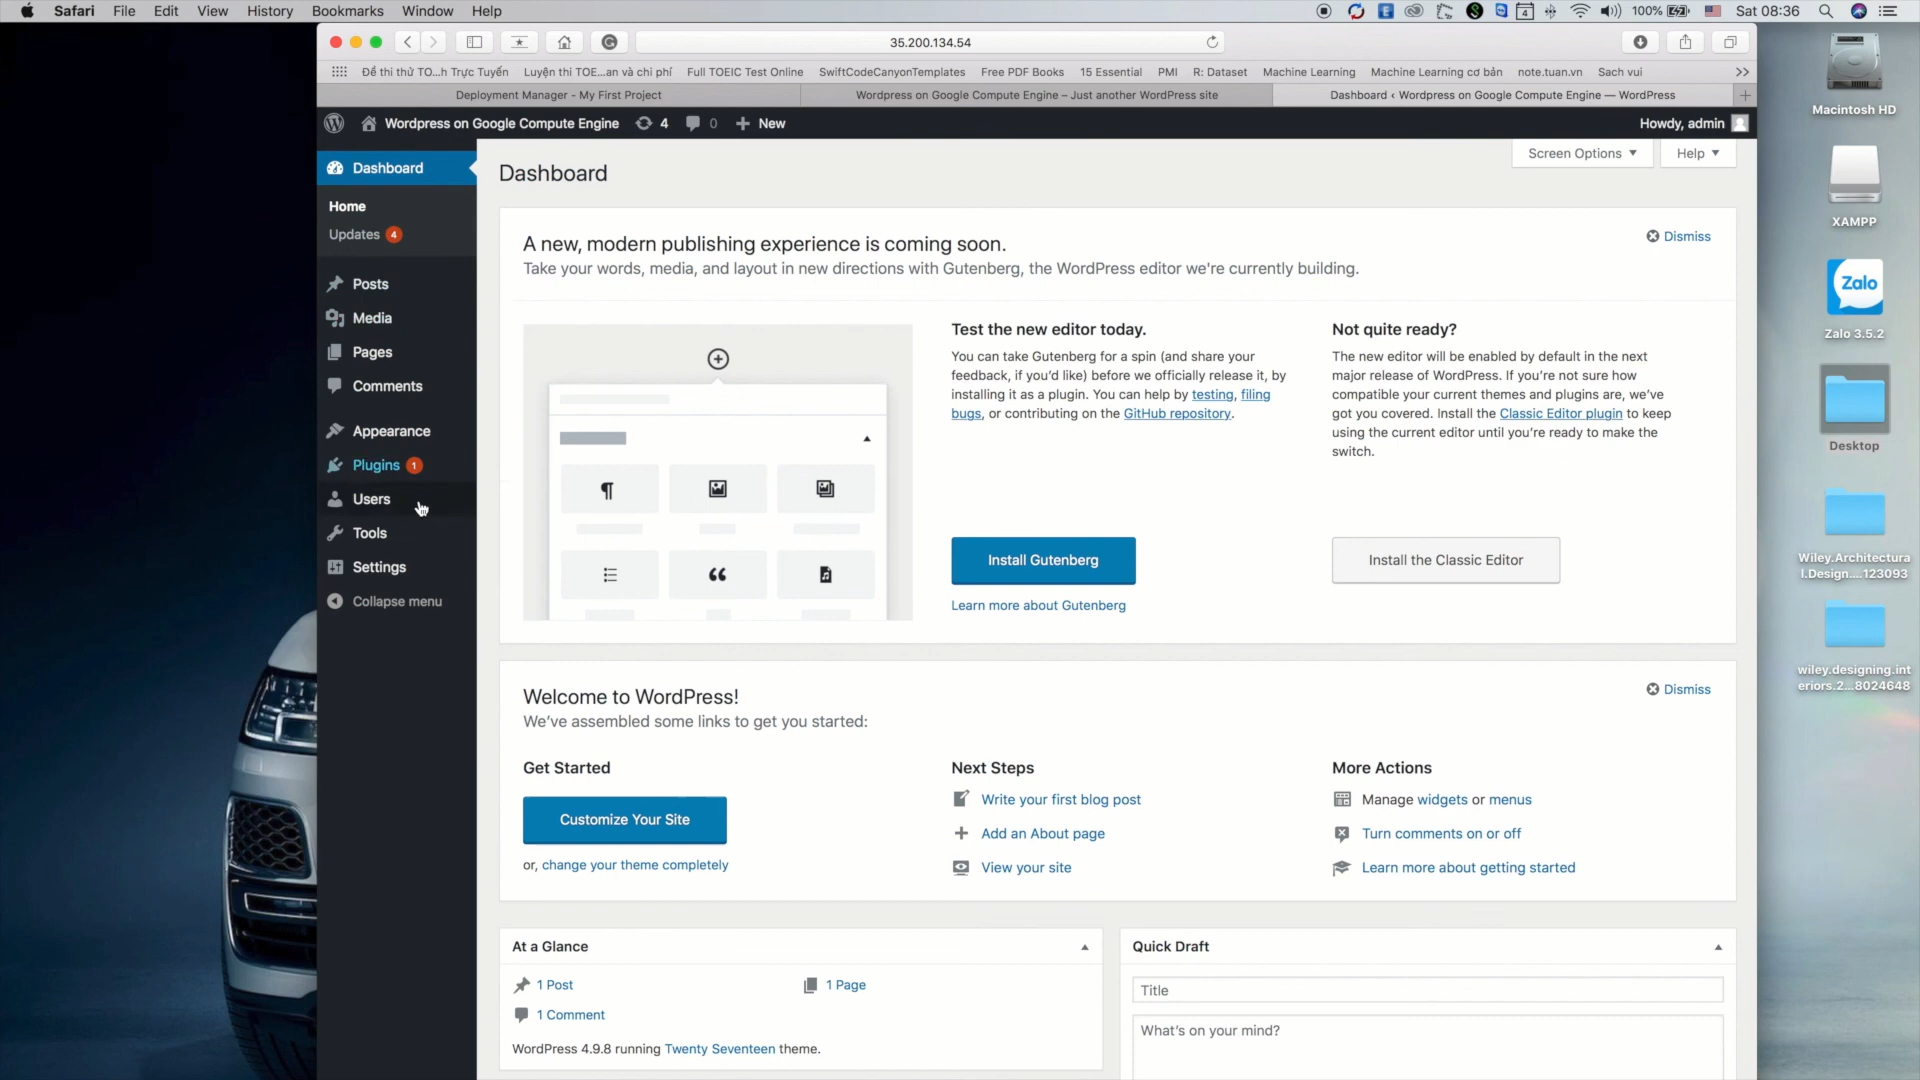 Safari File Edit View History Bookmarks Window Help
4 100% Sat 08:36
35.200.134.54
Đề thi thử TO...h Trực Tuyến Luyện thi TOE...an và chi phí Full TOEIC Test Online SwiftCodeCanyonTemplates Free PDF Books 15 Essential PMI R: Dataset Machine Learning Machine Learning cơ bản note.tuan.vn Sach vui
Deployment Manager - My First Project
Wordpress on Google Compute Engine – Just another WordPress site
Dashboard ‹ Wordpress on Google Compute Engine — WordPress
Wordpress on Google Compute Engine 4 0 New
Howdy, admin
Dashboard
Home
Updates 4
Posts
Media
Pages
Comments
Appearance
Plugins 1
Users
Tools
Settings
Collapse menu
Screen Options
Help
Dashboard
A new, modern publishing experience is coming soon.
Dismiss
Take your words, media, and layout in new directions with Gutenberg, the WordPress editor we're currently building.
Test the new editor today.
You can take Gutenberg for a spin (and share your
feedback, if you'd like) before we officially release it, by
installing it as a plugin. You can help by testing, filing
bugs, or contributing on the GitHub repository.
Install Gutenberg
Learn more about Gutenberg
Not quite ready?
The new editor will be enabled by default in the next
major release of WordPress. If you're not sure how
compatible your current themes and plugins are, we've
got you covered. Install the Classic Editor plugin to keep
using the current editor until you're ready to make the
switch.
Install the Classic Editor
Welcome to WordPress!
Dismiss
We've assembled some links to get you started:
Get Started
Customize Your Site
or, change your theme completely
Next Steps
Write your first blog post
Add an About page
View your site
More Actions
Manage widgets or menus
Turn comments on or off
Learn more about getting started
At a Glance
1 Post
1 Page
1 Comment
WordPress 4.9.8 running Twenty Seventeen theme.
Quick Draft
Title
What's on your mind?
Macintosh HD
XAMPP
Zalo
Zalo 3.5.2
Desktop
Wiley.Architectura
l.Design....123093
wiley.designing.int
eriors.2...8024648